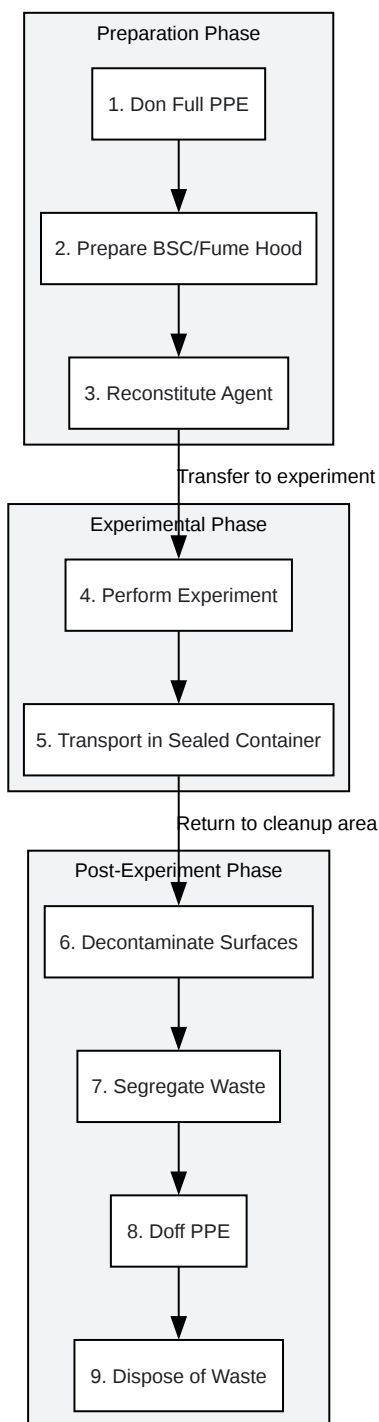 Preparation Phase
1. Don Full PPE
2. Prepare BSC/Fume Hood
3. Reconstitute Agent
Transfer to experiment
Experimental Phase
4. Perform Experiment
5. Transport in Sealed Container
Return to cleanup area
Post-Experiment Phase
6. Decontaminate Surfaces
7. Segregate Waste
8. Doff PPE
9. Dispose of Waste